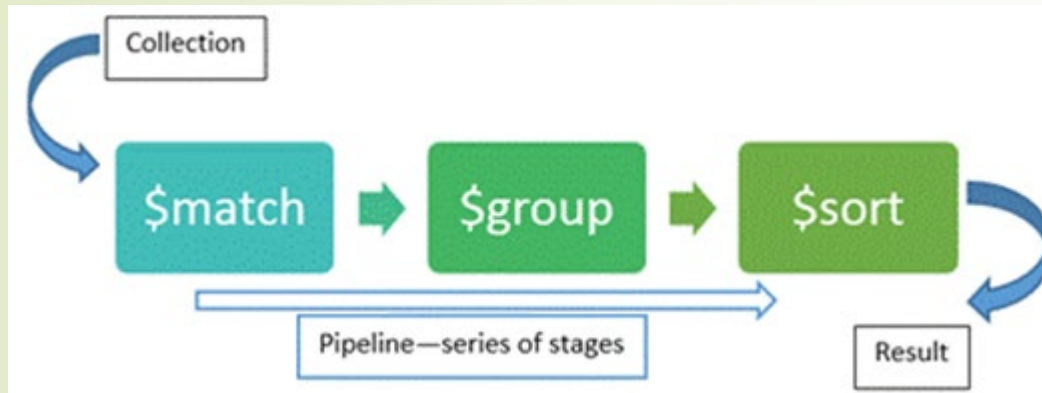 Collection
$match
$group
$sort
Pipeline—series of stages
Result